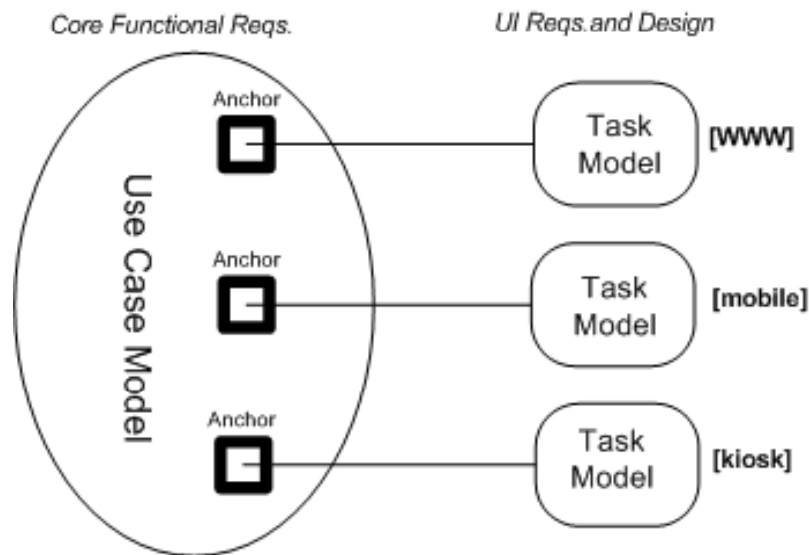 Core Functional Reqs.
UI Reqs.and Design
Anchor
Task
Model
[WWW]
Use Case Model
Anchor
Task
Model
[mobile]
Anchor
Task
Model
[kiosk]